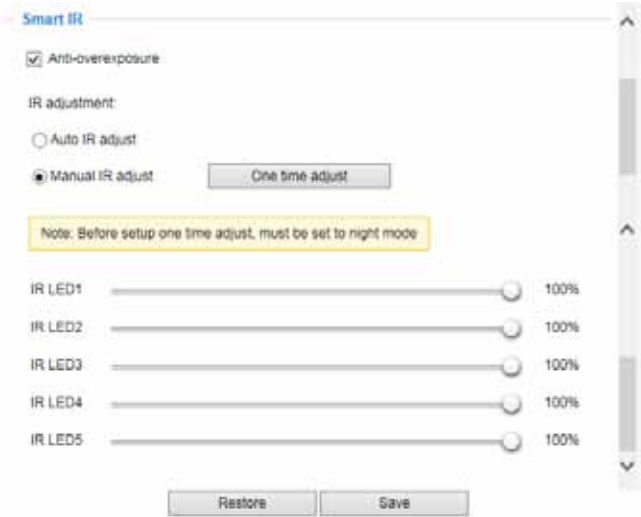 Smart IR
Anti-overexposure
IR adjustment:
Auto IR adjust
Manual IR adjust One time adjust
Note: Before setup one time adjust, must be set to night mode
IR LED1 100%
IR LED2 100%
IR LED3 100%
IR LED4 100%
IR LED5 100%
Restore Save